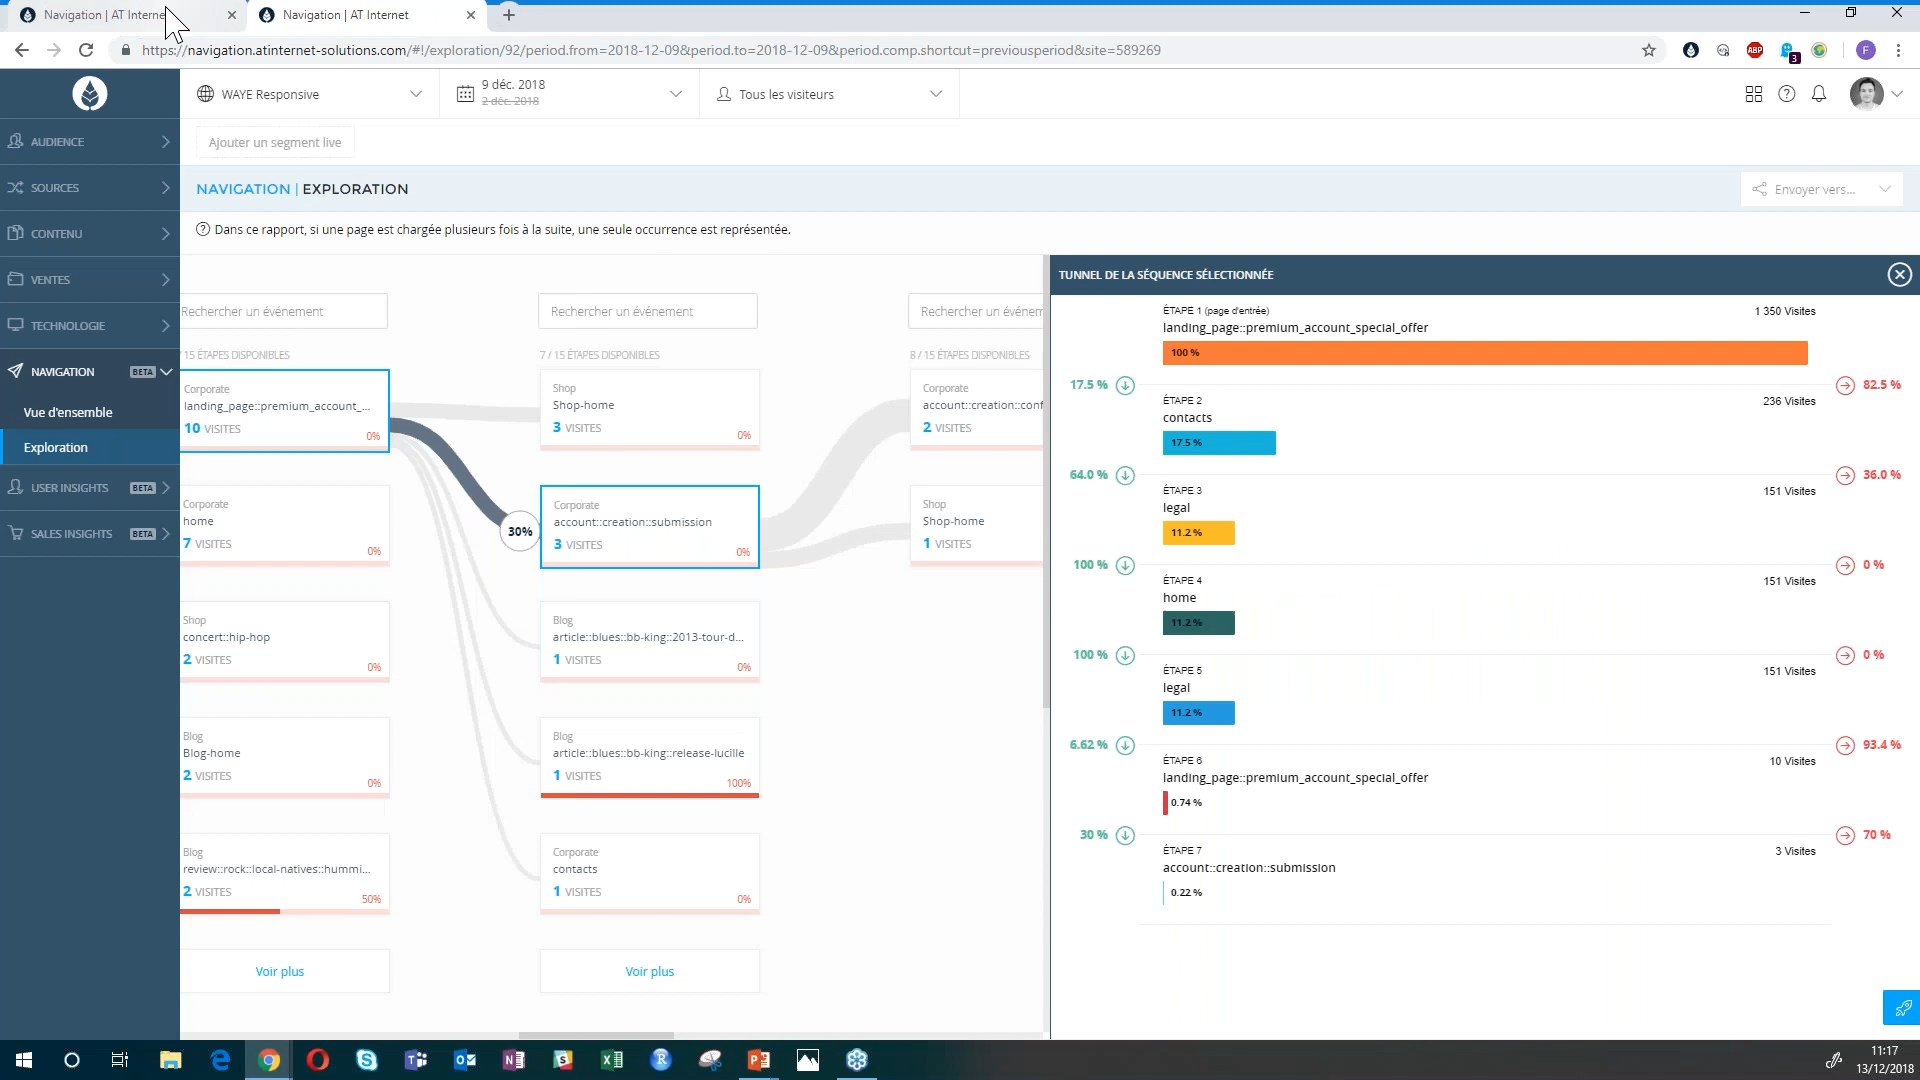 Navigation | AT Interne
Navigation | AT Internet
https://navigation.atinternet-solutions.com/#!/exploration/92/period.from=2018-12-09&period.to=2018-12-09&period.comp.shortcut=previousperiod&site=589269
ABP
3
F
WAYE Responsive
9 déc. 2018
2 déc. 2018
Tous les visiteurs
Ajouter un segment live
AUDIENCE
SOURCES
CONTENU
VENTES
TECHNOLOGIE
NAVIGATION BETA
Vue d'ensemble
Exploration
USER INSIGHTS BETA
SALES INSIGHTS BETA
NAVIGATION | EXPLORATION
Envoyer vers...
Dans ce rapport, si une page est chargée plusieurs fois à la suite, une seule occurrence est représentée.
Rechercher un événement
/ 15 ÉTAPES DISPONIBLES
Corporate
landing_page::premium_account_...
10 VISITES
0%
Corporate
home
7 VISITES
0%
Shop
concert::hip-hop
2 VISITES
0%
Blog
Blog-home
2 VISITES
0%
Blog
review::rock::local-natives::hummi...
2 VISITES
50%
Voir plus
30%
Rechercher un événement
7 / 15 ÉTAPES DISPONIBLES
Shop
Shop-home
3 VISITES
0%
Corporate
account::creation::submission
3 VISITES
0%
Blog
article::blues::bb-king::2013-tour-d...
1 VISITES
0%
Blog
article::blues::bb-king::release-lucille
1 VISITES
100%
Corporate
contacts
1 VISITES
0%
Voir plus
Rechercher un événem
8 / 15 ÉTAPES DISPONIBLES
Corporate
account::creation::conf
2 VISITES
Shop
Shop-home
1 VISITES
TUNNEL DE LA SÉQUENCE SÉLECTIONNÉE
ÉTAPE 1 (page d'entrée) 1 350 Visites
landing_page::premium_account_special_offer
100 %
17.5 % 82.5 %
ÉTAPE 2 236 Visites
contacts
17.5 %
64.0 % 36.0 %
ÉTAPE 3 151 Visites
legal
11.2 %
100 % 0 %
ÉTAPE 4 151 Visites
home
11.2 %
100 % 0 %
ÉTAPE 5 151 Visites
legal
11.2 %
6.62 % 93.4 %
ÉTAPE 6 10 Visites
landing_page::premium_account_special_offer
0.74 %
30 % 70 %
ÉTAPE 7 3 Visites
account::creation::submission
0.22 %
11:17
13/12/2018